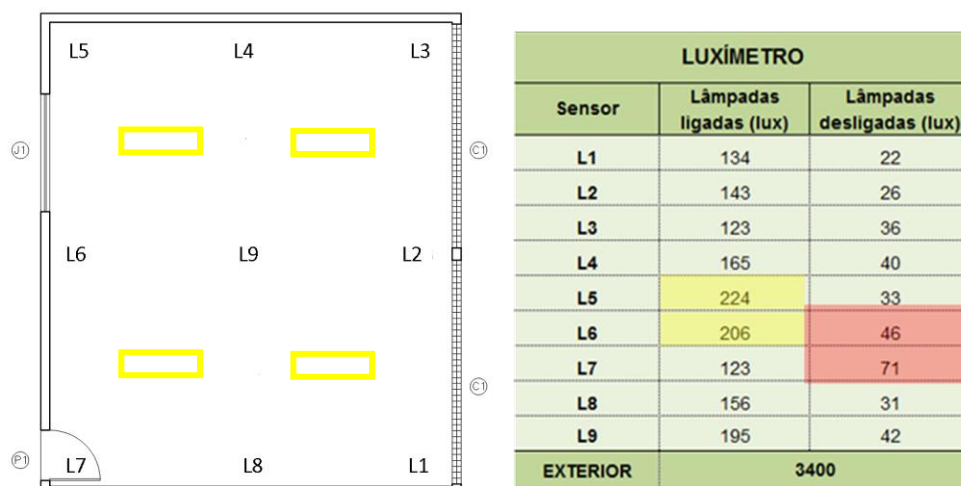 L5 L4 L3
J1 C1
L6 L9 L2
C1
P1
L7 L8 L1
LUXÍMETRO
Sensor Lâmpadas ligadas (lux) Lâmpadas desligadas (lux)
L1 134 22
L2 143 26
L3 123 36
L4 165 40
L5 224 33
L6 206 46
L7 123 71
L8 156 31
L9 195 42
EXTERIOR 3400